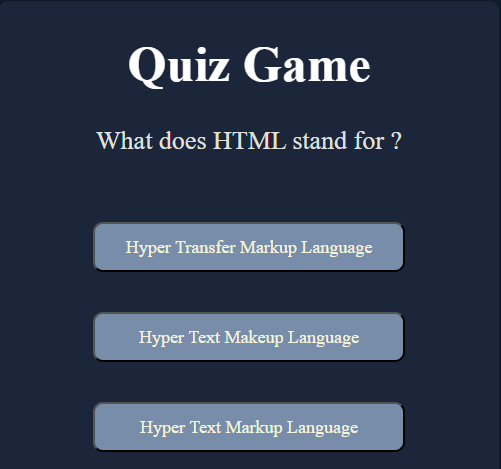 Quiz Game
What does HTML stand for ?
Hyper Transfer Markup Language
Hyper Text Makeup Language
Hyper Text Markup Language